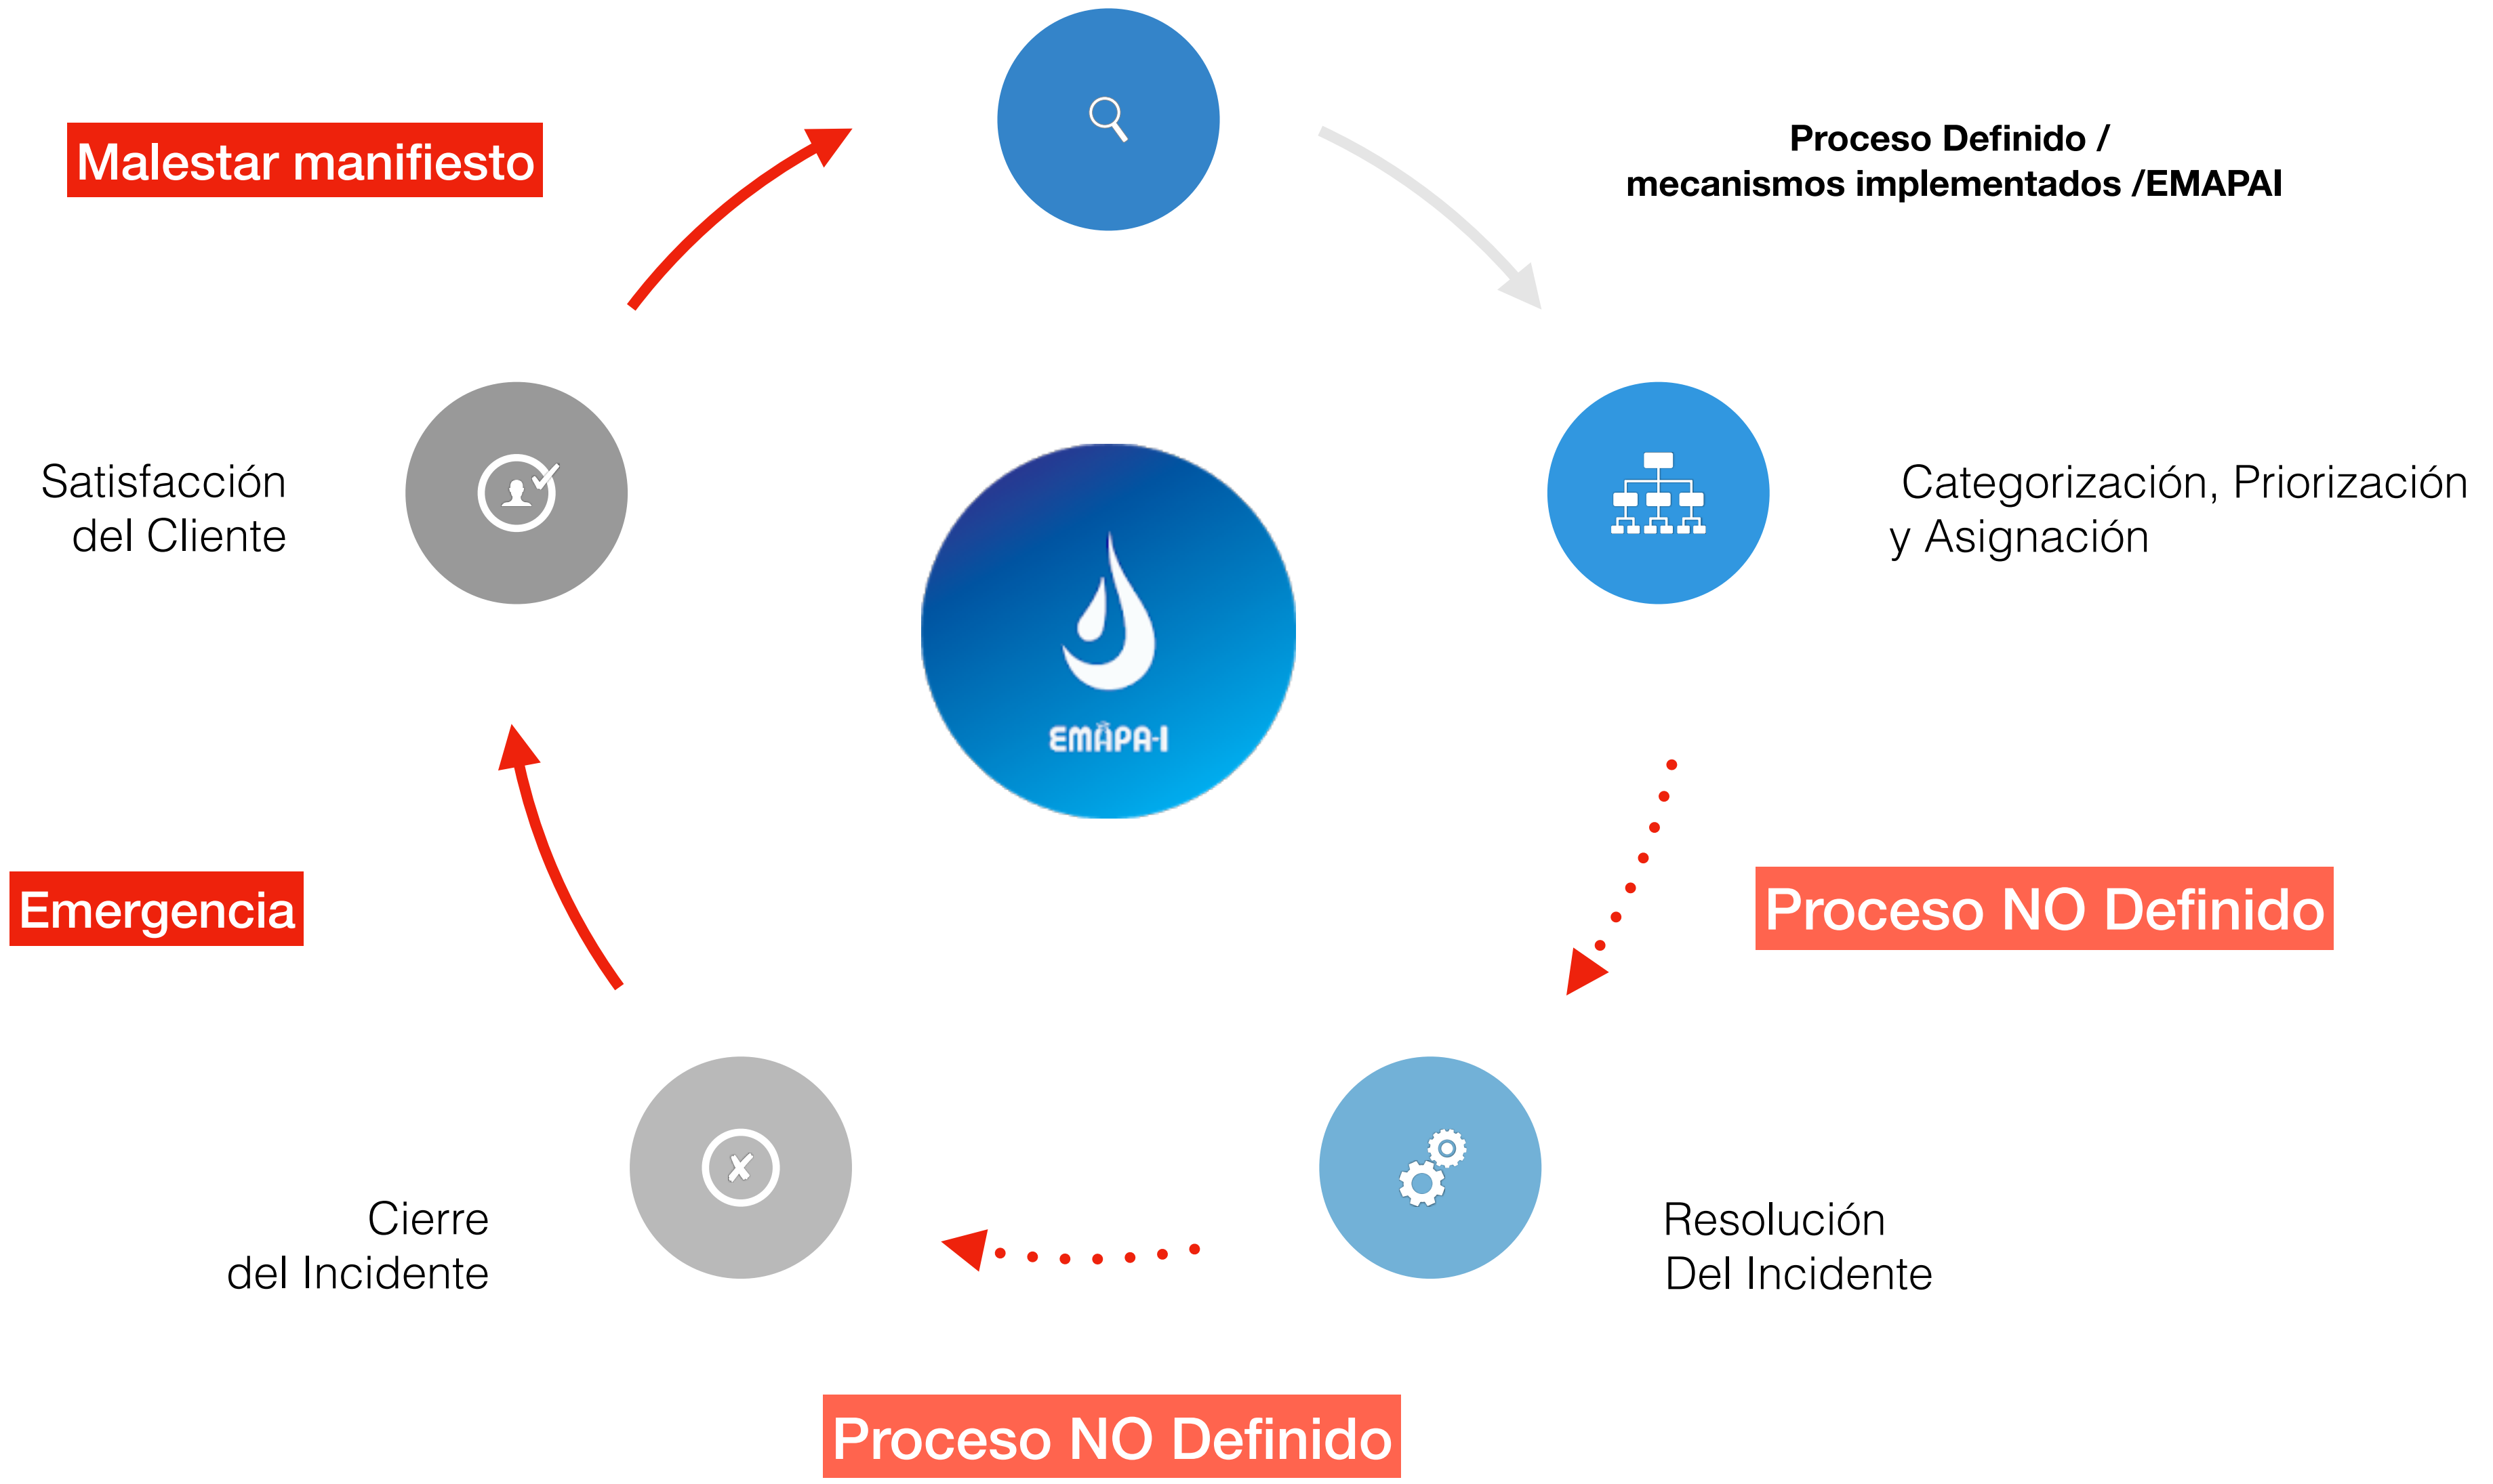 Malestar manifiesto
Proceso Definido /
mecanismos implementados /EMAPAI
Satisfacción
del Cliente
Categorización, Priorización
y Asignación
EMAPA-I
Emergencia
Proceso NO Definido
Cierre
del Incidente
Resolución
Del Incidente
Proceso NO Definido